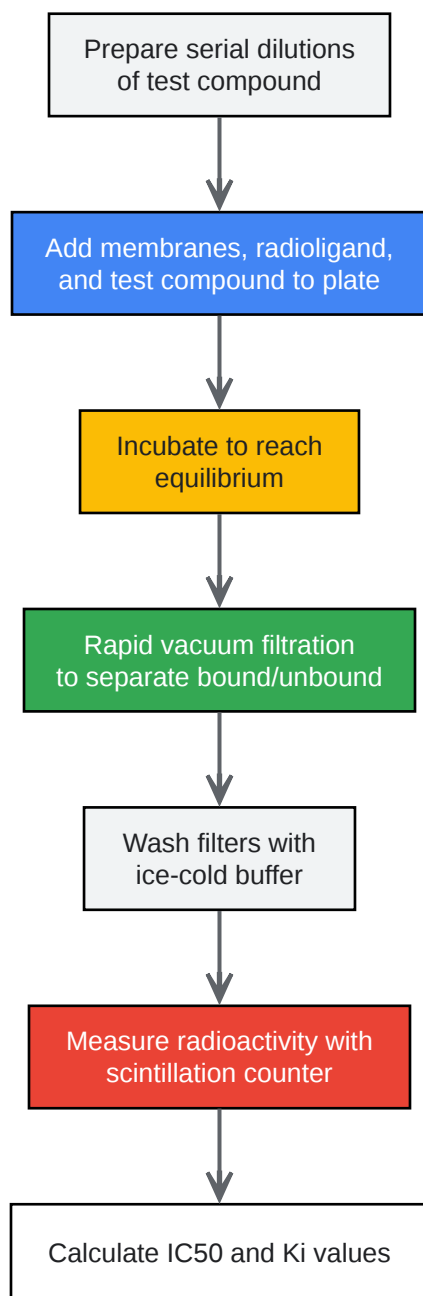 Prepare serial dilutions
of test compound
Add membranes, radioligand,
and test compound to plate
Incubate to reach
equilibrium
Rapid vacuum filtration
to separate bound/unbound
Wash filters with
ice-cold buffer
Measure radioactivity with
scintillation counter
Calculate IC50 and Ki values